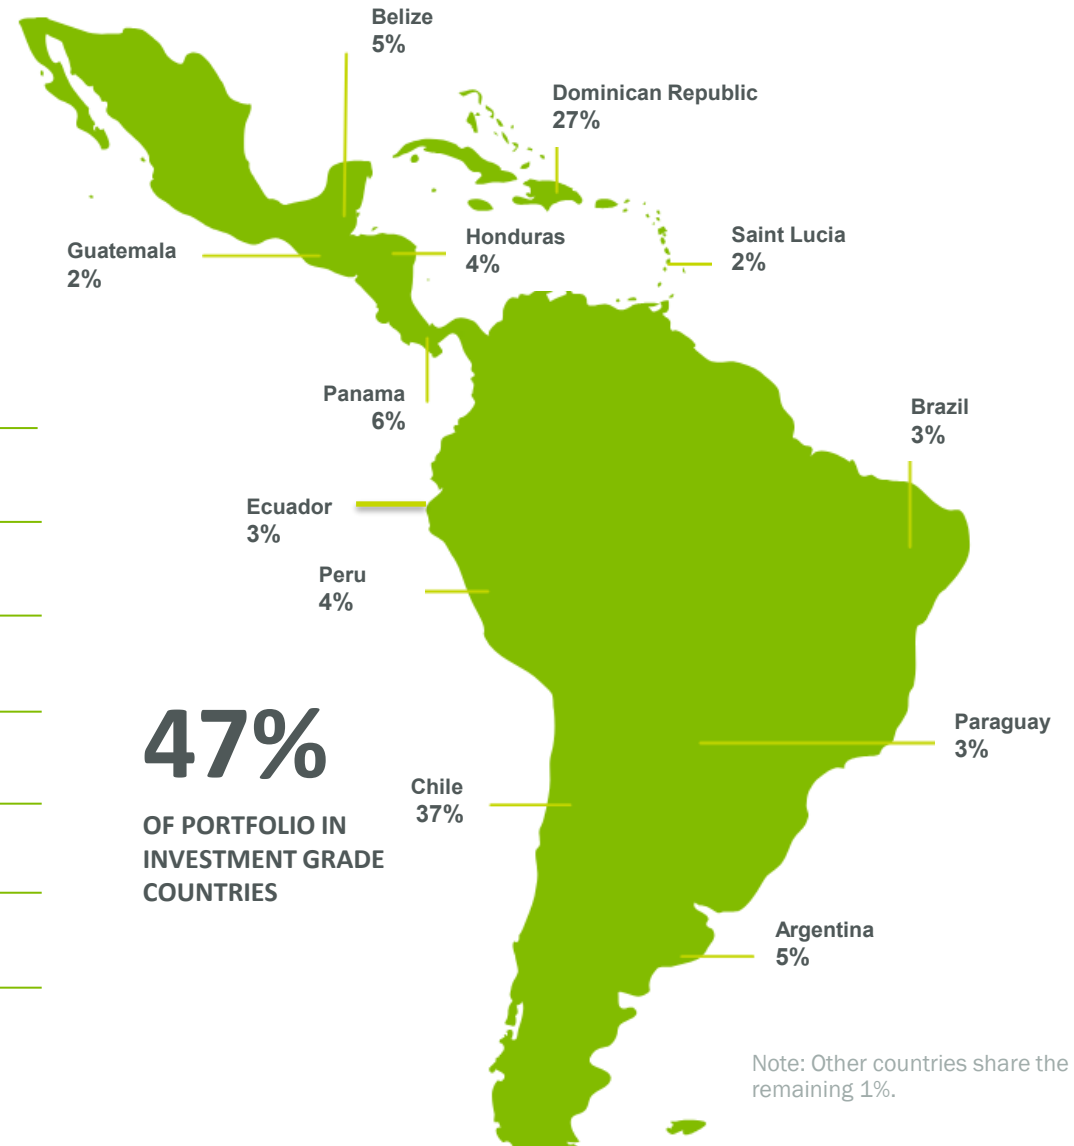 Belize
5%
Dominican Republic
27%
Guatemala
2%
Honduras
4%
Saint Lucia
2%
Panama
6%
Brazil
3%
Ecuador
3%
Peru
4%
47%
OF PORTFOLIO IN
INVESTMENT GRADE
COUNTRIES
Paraguay
3%
Chile
37%
Argentina
5%
Note: Other countries share the
remaining 1%.